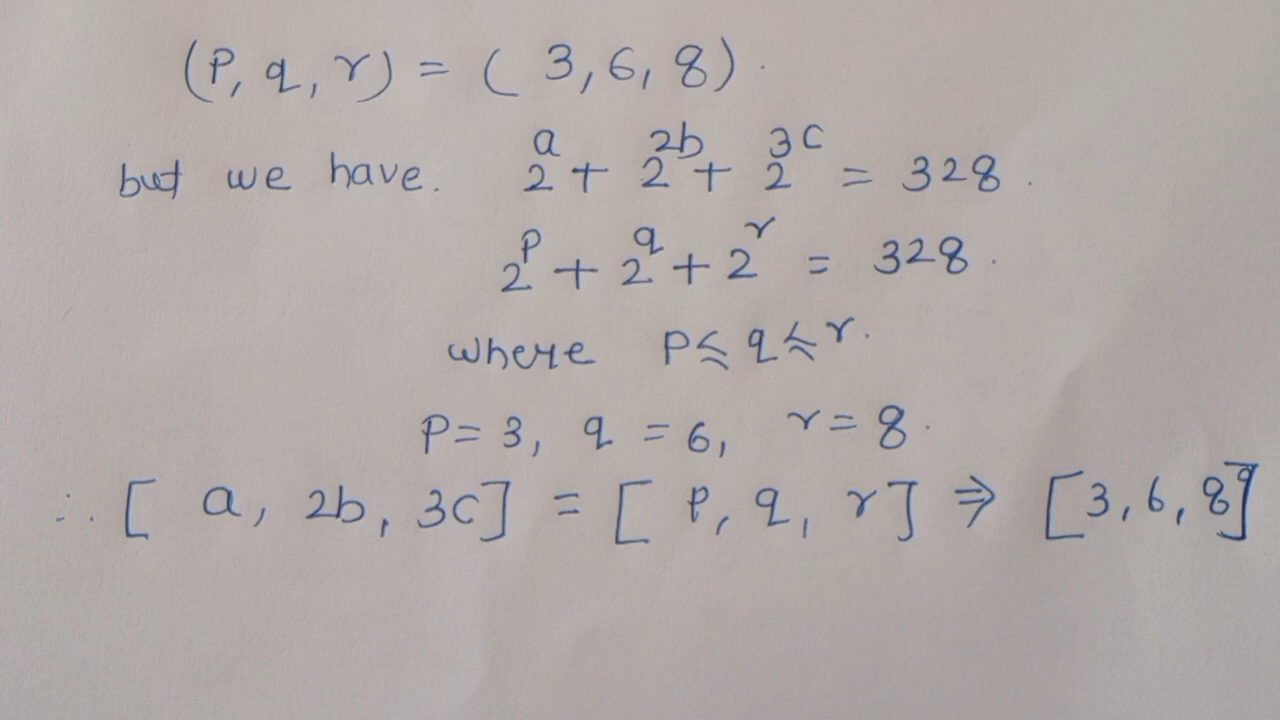 (P, q, r) = ( 3, 6, 8) .
but we have. 2^a + 2^2b + 2^3c = 328 .
2^p + 2^q + 2^r = 328 .
where P ≤ q ≤ r.
P = 3, q = 6, r = 8 .
∴ [ a, 2b, 3c] = [ P, q, r ] ⇒ [3, 6, 8]